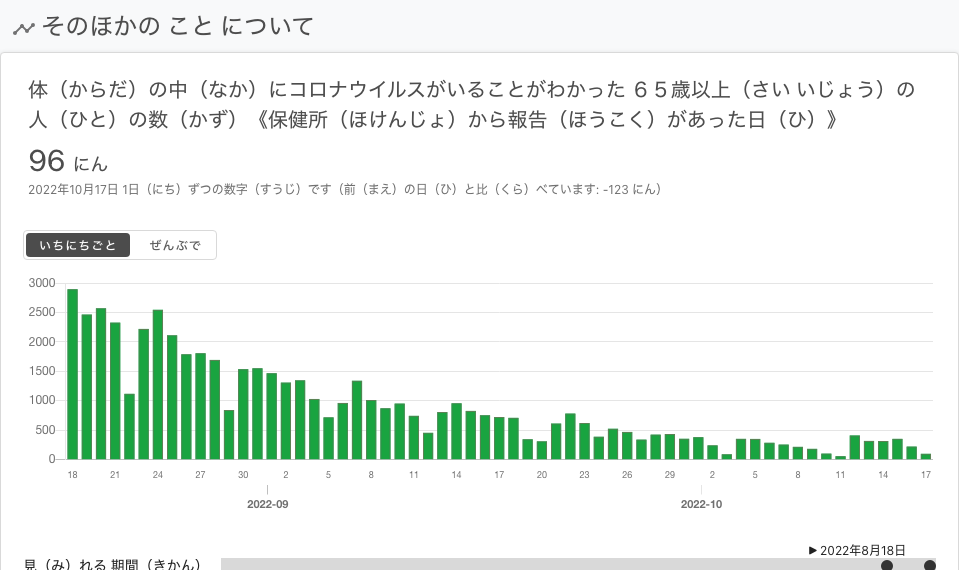 そのほかの こと について
体（からだ）の中（なか）にコロナウイルスがいることがわかった ６５歳以上（さい いじょう）の
人（ひと）の数（かず）《保健所（ほけんじょ）から報告（ほうこく）があった日（ひ）》
96 にん
2022年10月17日 1日（にち）ずつの数字（すうじ）です（前（まえ）の日（ひ）と比（くら）べています: -123 にん）
いちにちごと ぜんぶで
3000
2500
2000
1500
1000
500
0
18 21 24 27 30 2 5 8 11 14 17 20 23 26 29 2 5 8 11 14 17
2022-09 2022-10
▶ 2022年8月18日
見（み）れる 期間（きかん）